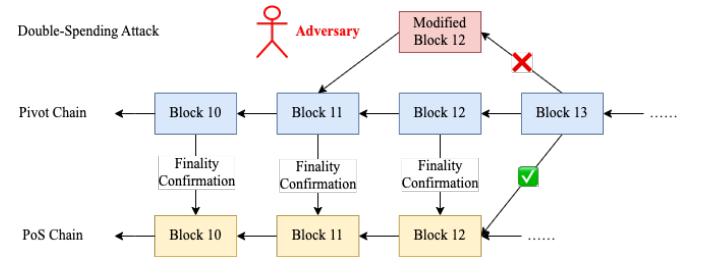 Double-Spending Attack
Adversary
Modified
Block 12
Pivot Chain
Block 10
Block 11
Block 12
Block 13
......
Finality
Confirmation
Finality
Confirmation
Finality
Confirmation
PoS Chain
Block 10
Block 11
Block 12
......